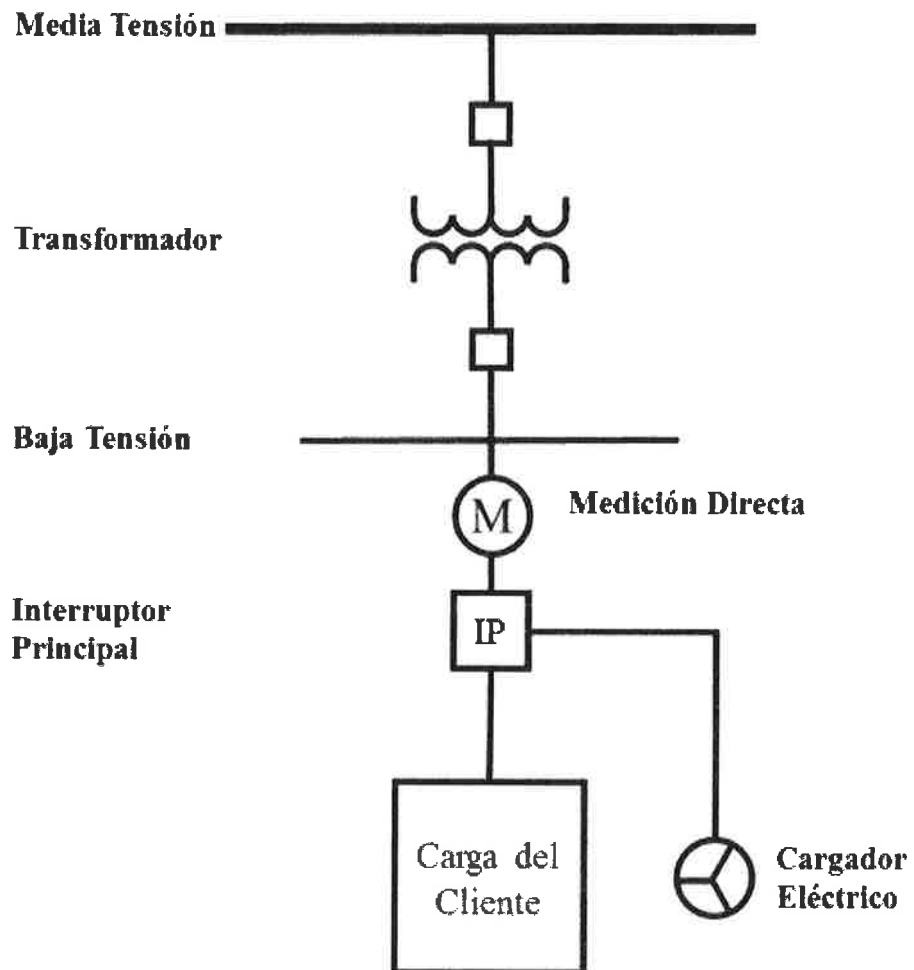 Media Tensión
Transformador
Baja Tensión
M
Medición Directa
Interruptor
Principal
IP
Carga del
Cliente
Cargador
Eléctrico